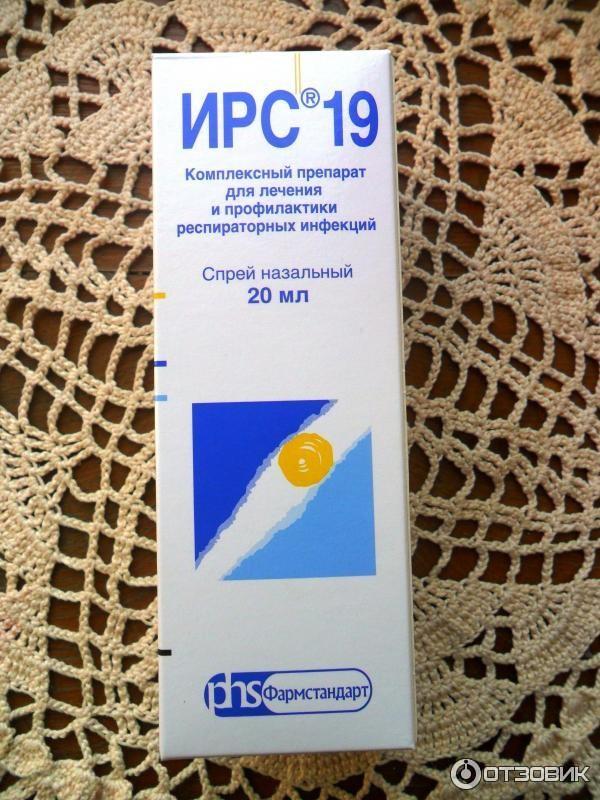 ИРС® 19
Комплексный препарат
для лечения
и профилактики
респираторных инфекций
Спрей назальный
20 мл
phs Фармстандарт
ОТЗОВИК